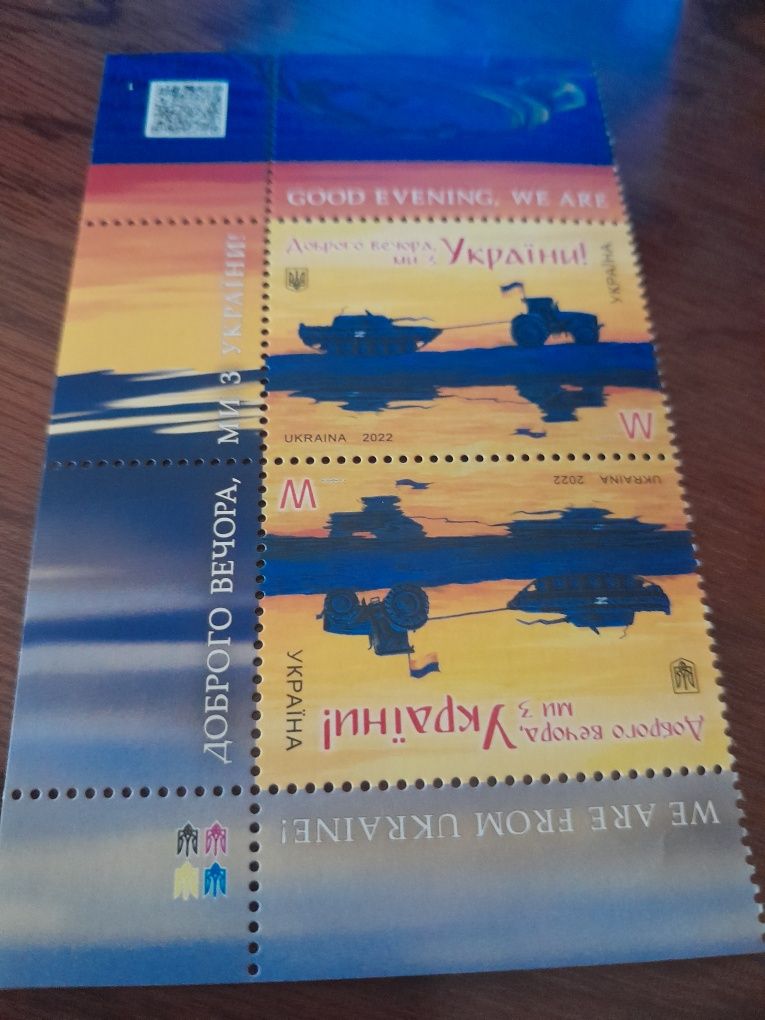 GOOD EVENING, WE ARE
Доброго вечора,
ми з України!
УКРАЇНА
UKRAINA 2022
W
ДОБРОГО ВЕЧОРА, МИ З УКРАЇНИ!
W
UKRAINA 2022
УКРАЇНА
Доброго вечора,
ми з України!
WE ARE FROM UKRAINE!